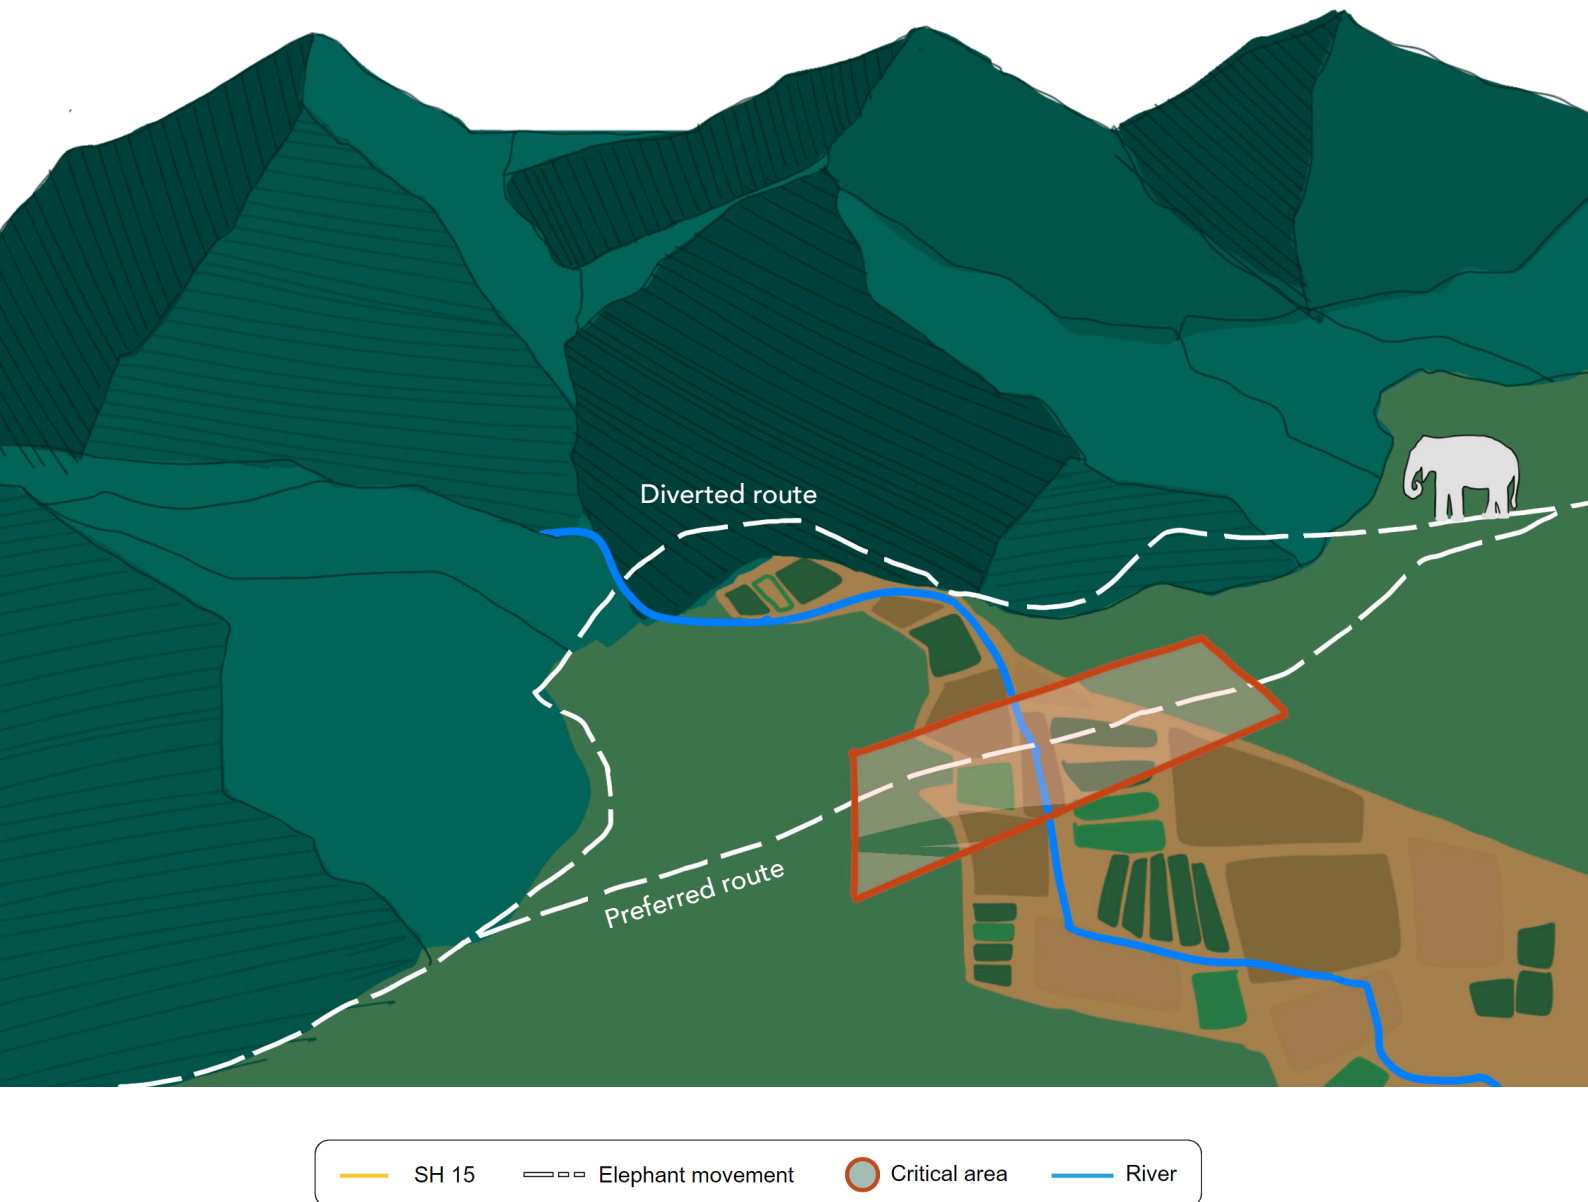 Diverted route
Preferred route
SH 15
Elephant movement
Critical area
River